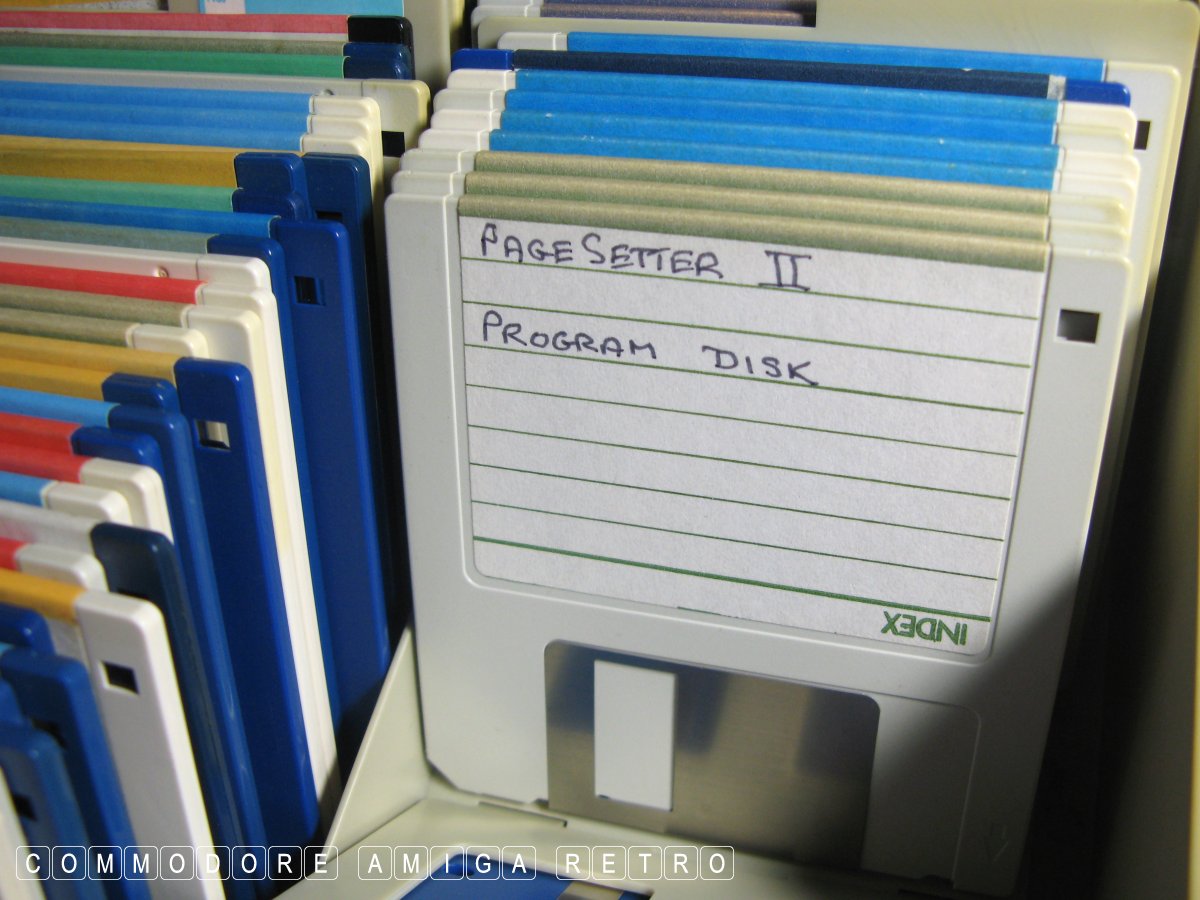 PAGESETTER II
PROGRAM DISK
INDEX
COMMODORE AMIGA RETRO